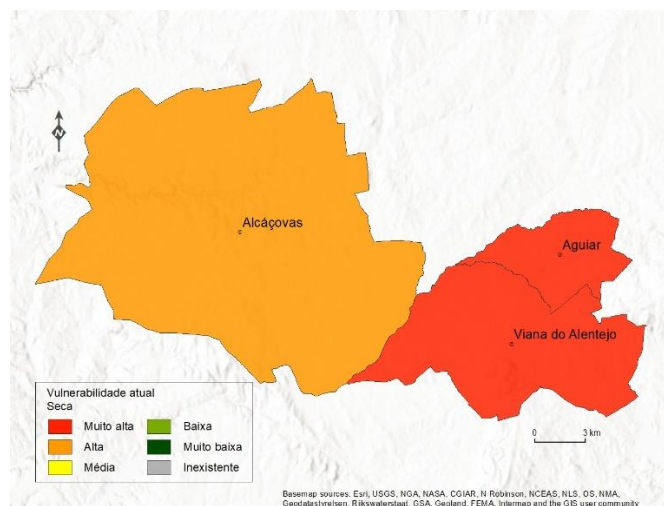 N
Alcáçovas
Aguiar
Viana do Alentejo
Vulnerabilidade atual
Seca
Muito alta
Baixa
Alta
Muito baixa
Média
Inexistente
0 3 km
Basemap sources: Esri, USGS, NGA, NASA, CGIAR, N Robinson, NCEAS, NLS, OS, NMA,
Geodatastyrelsen, Rijkswaterstaat, GSA, Geoland, FEMA, Intermap and the GIS user community